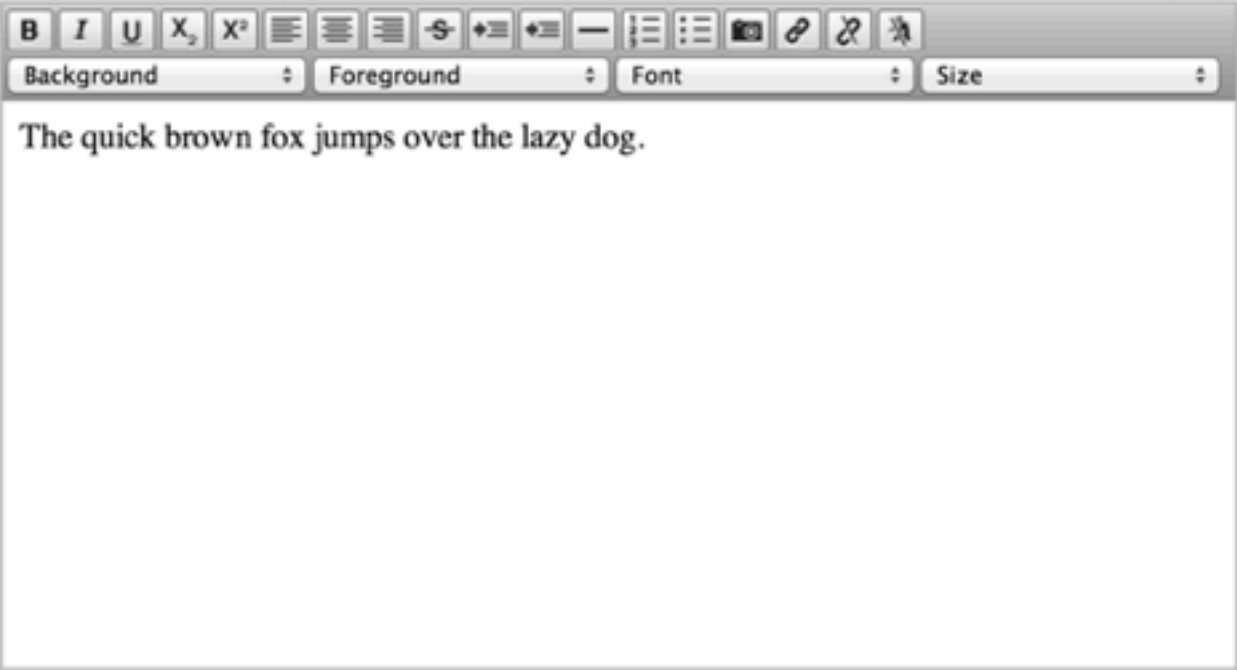 B I U X₂ X² S
Background Foreground Font Size
The quick brown fox jumps over the lazy dog.